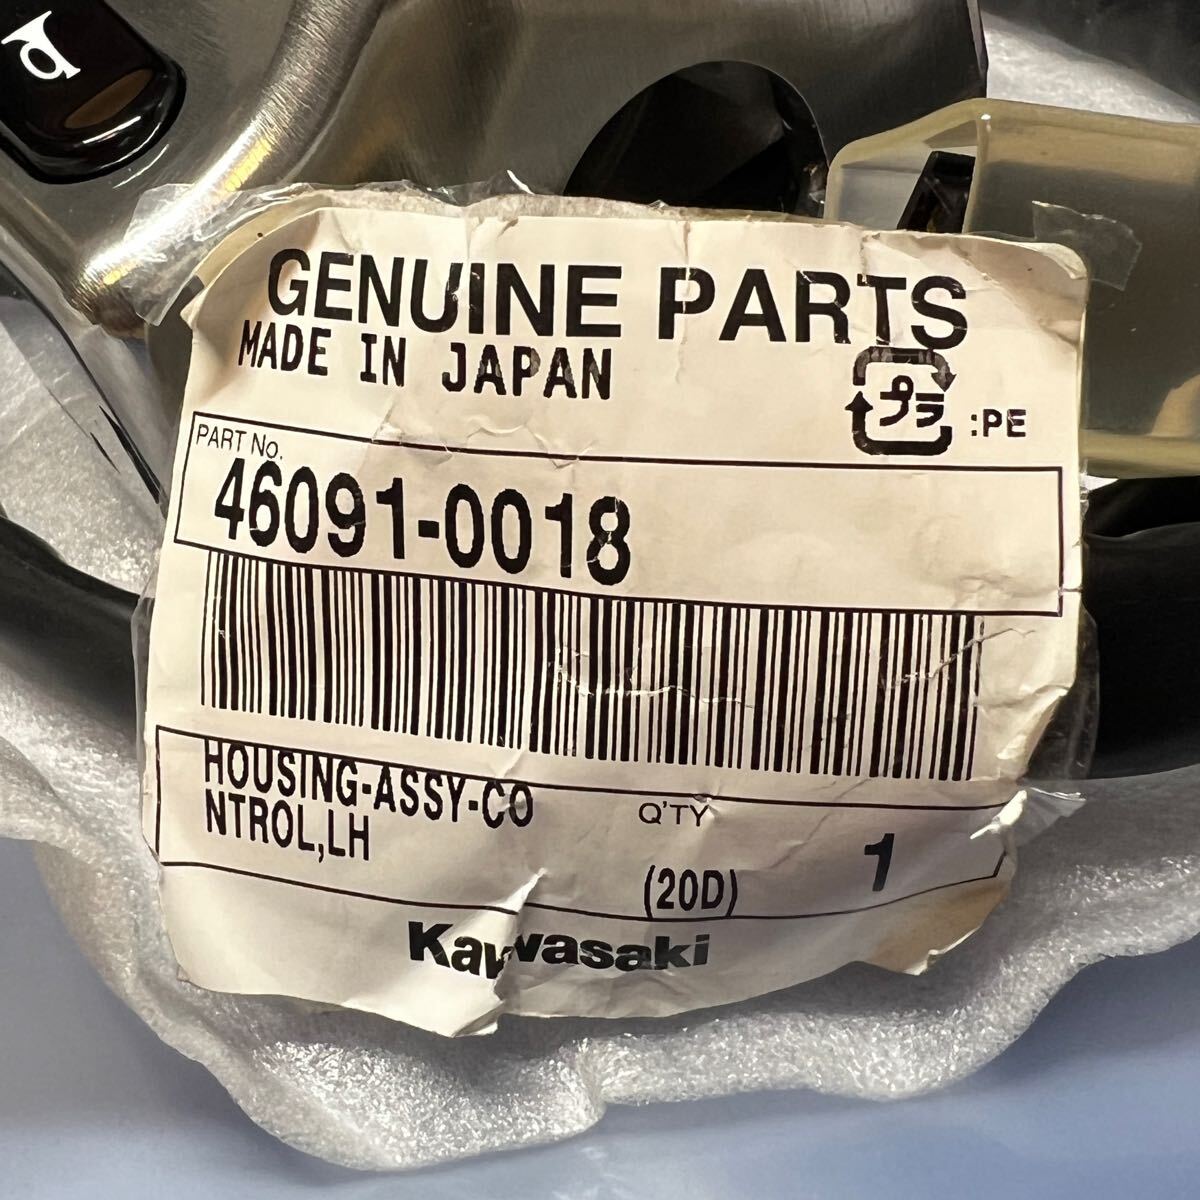 GENUINE PARTS
MADE IN JAPAN
プラ :PE
PART No.
46091-0018
HOUSING-ASSY-CO
NTROL,LH
Q'TY
1
(20D)
Kawasaki